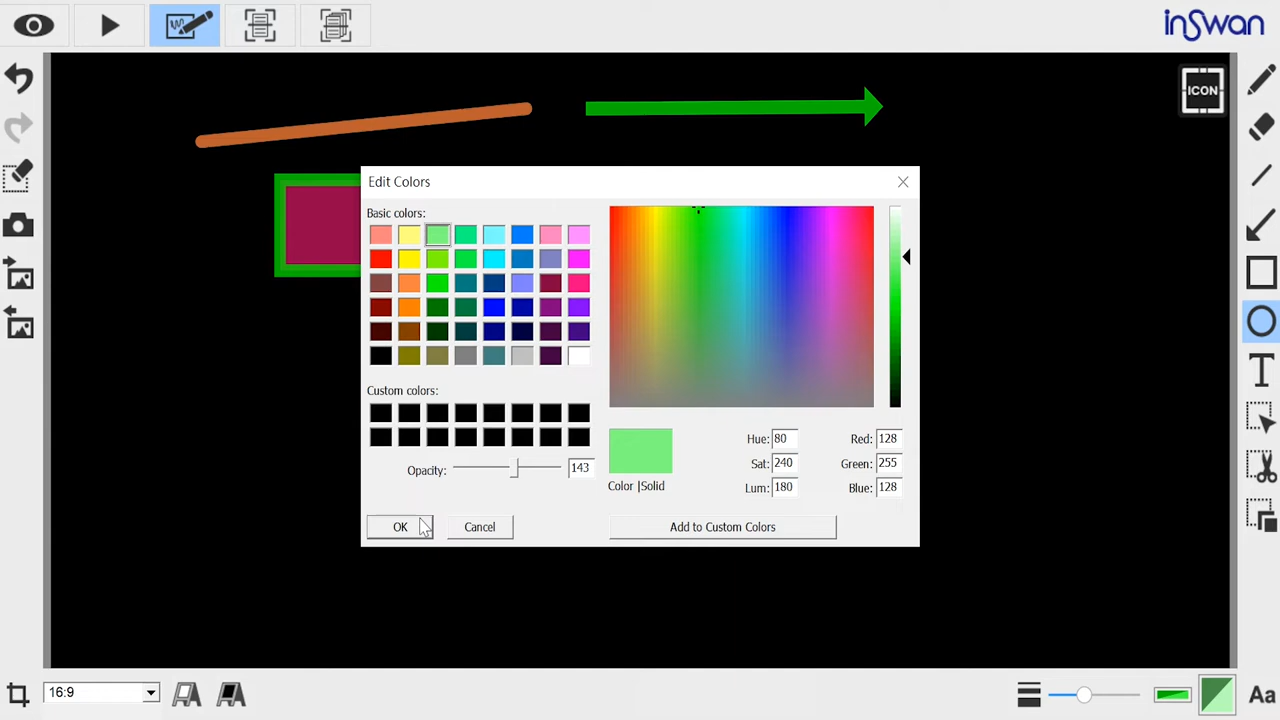 inSwan
ICON
Edit Colors
Basic colors:
Custom colors:
Opacity: 143
Hue: 80 Red: 128
Sat: 240 Green: 255
Color |Solid Lum: 180 Blue: 128
OK Cancel Add to Custom Colors
16:9 Aa
T